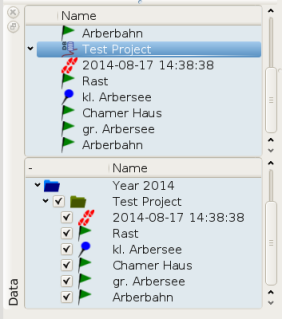 Name
Arberbahn
Test Project
2014-08-17 14:38:38
Rast
kl. Arbersee
Chamer Haus
gr. Arbersee
Arberbahn
- Name
Year 2014
Test Project
2014-08-17 14:38:38
Rast
kl. Arbersee
Chamer Haus
gr. Arbersee
Arberbahn
Data